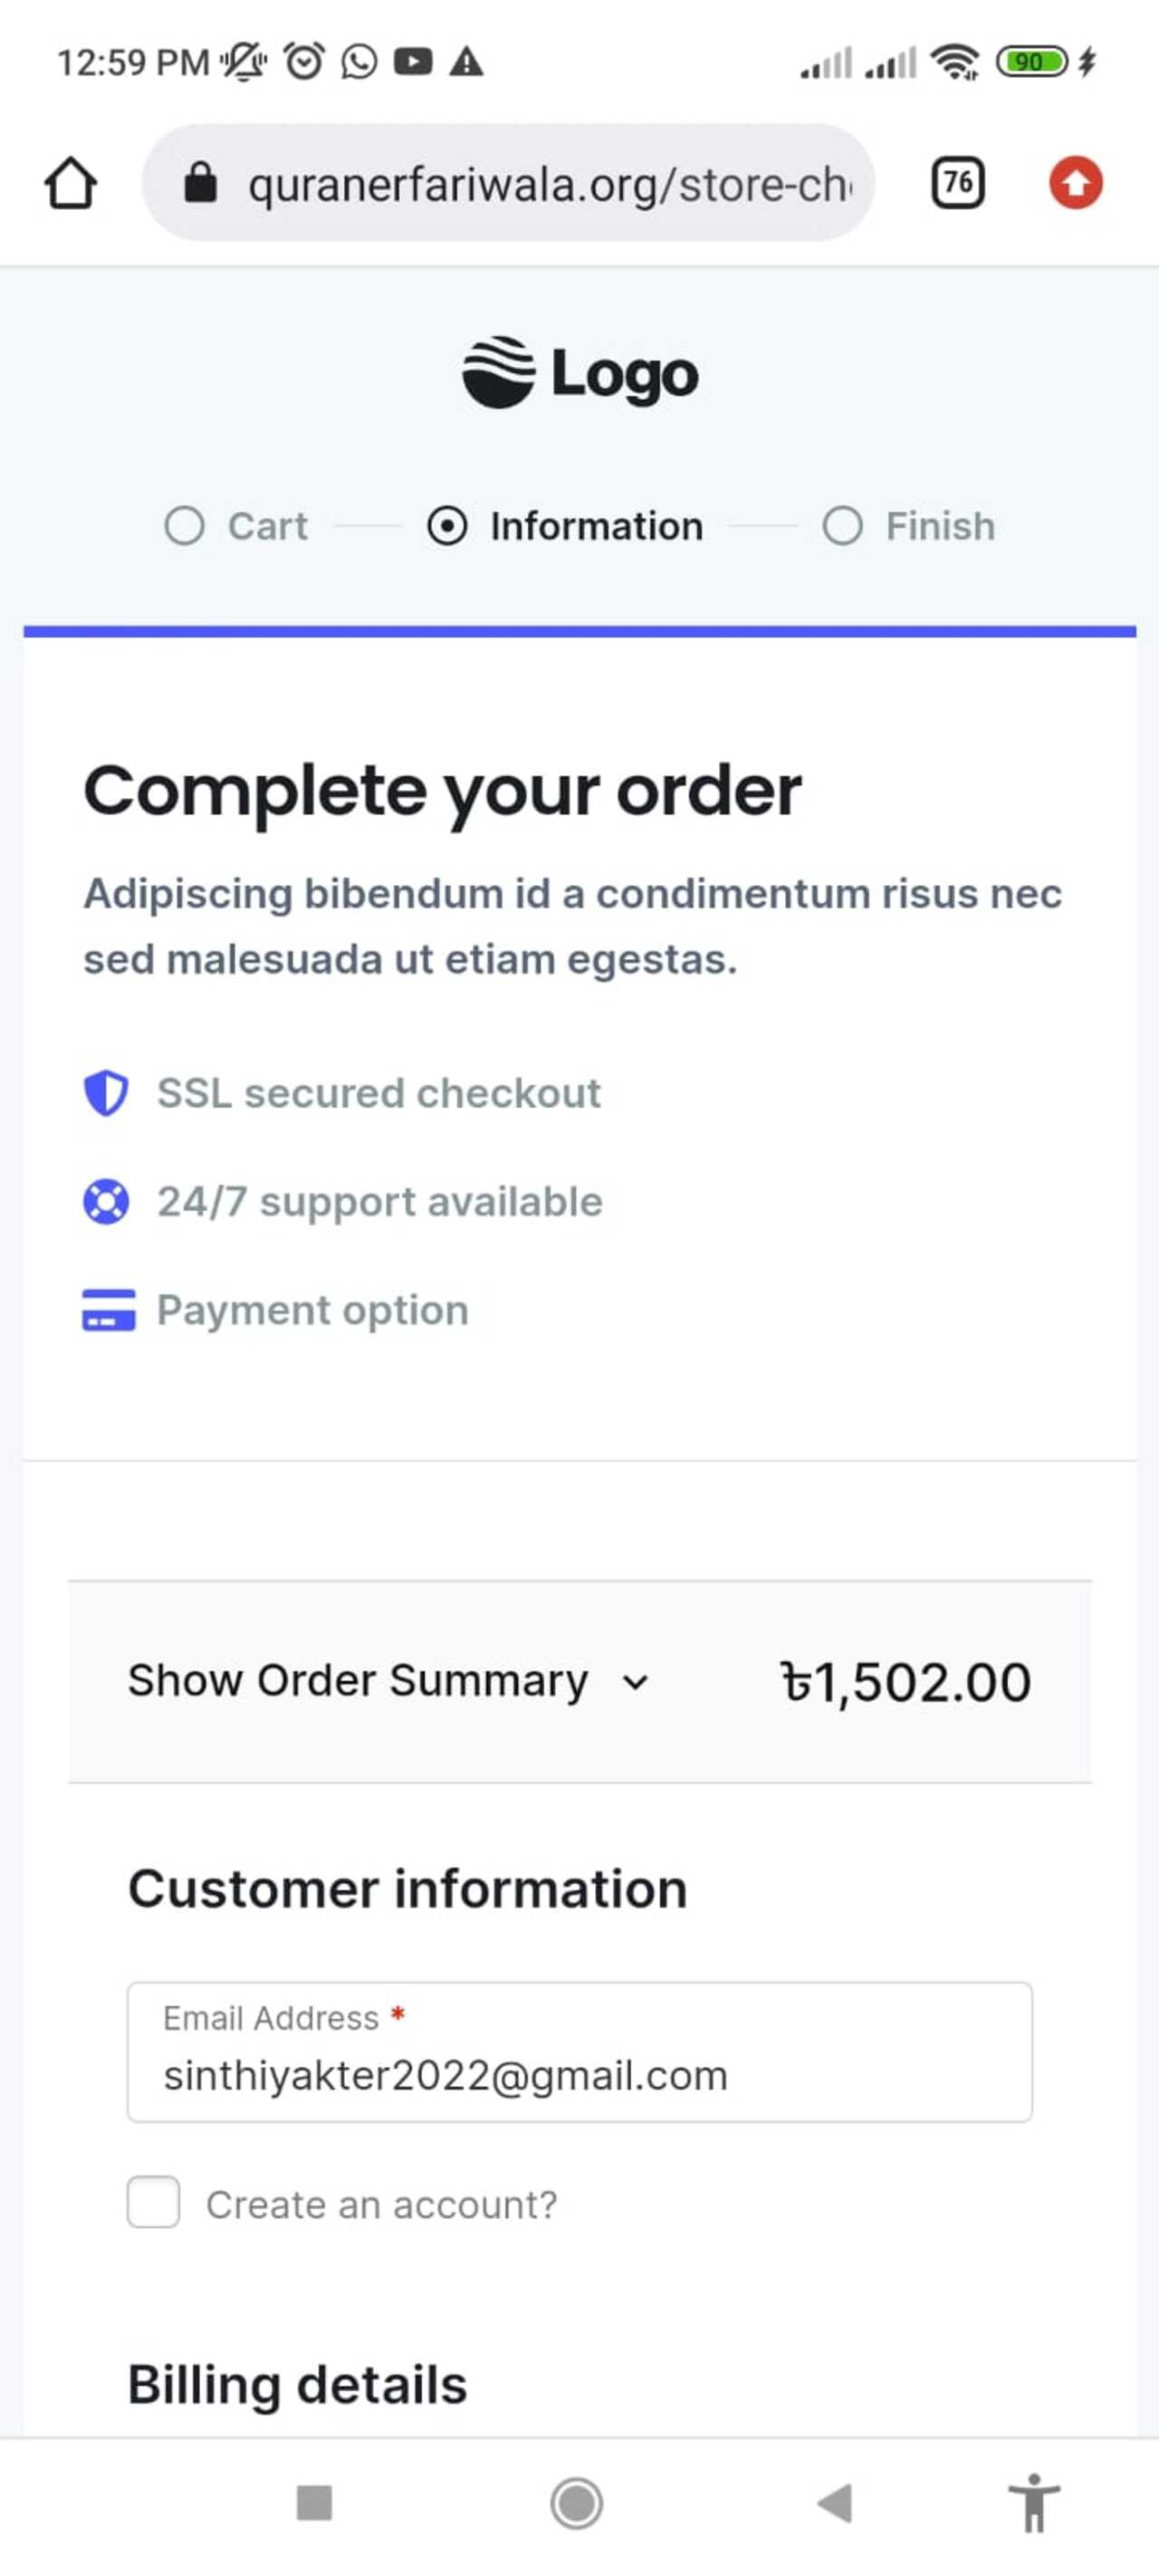 12:59 PM 90
quranerfariwala.org/store-ch
76
Logo
Cart Information Finish
Complete your order
Adipiscing bibendum id a condimentum risus nec
sed malesuada ut etiam egestas.
SSL secured checkout
24/7 support available
Payment option
Show Order Summary ৳1,502.00
Customer information
Email Address *
sinthiyakter2022@gmail.com
Create an account?
Billing details